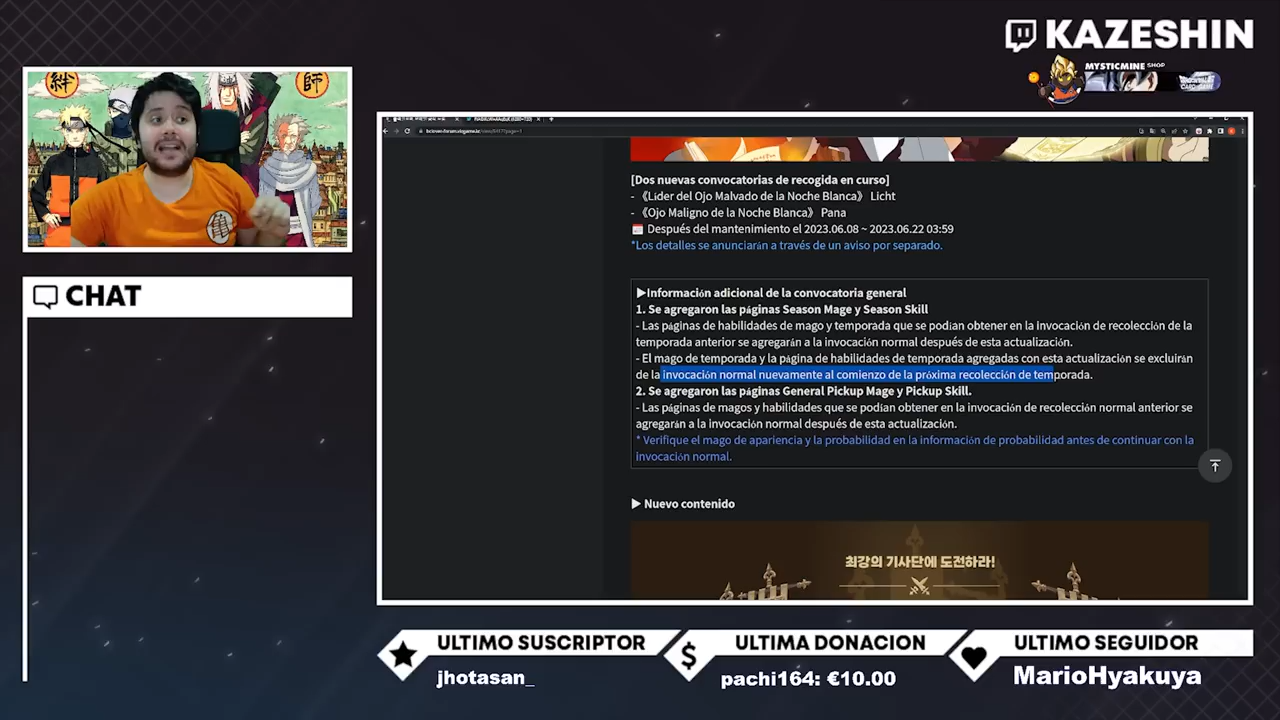 KAZESHIN
MYSTICMINE SHOP
絆
師
CHAT
[Dos nuevas convocatorias de recogida en curso]
- 《Líder del Ojo Malvado de la Noche Blanca》 Licht
- 《Ojo Maligno de la Noche Blanca》 Pana
Después del mantenimiento el 2023.06.08 ~ 2023.06.22 03:59
*Los detalles se anunciarán a través de un aviso por separado.
▶Información adicional de la convocatoria general
1. Se agregaron las páginas Season Mage y Season Skill
- Las páginas de habilidades de mago y temporada que se podían obtener en la invocación de recolección de la
temporada anterior se agregarán a la invocación normal después de esta actualización.
- El mago de temporada y la página de habilidades de temporada agregadas con esta actualización se excluirán
de la invocación normal nuevamente al comienzo de la próxima recolección de temporada.
2. Se agregaron las páginas General Pickup Mage y Pickup Skill.
- Las páginas de magos y habilidades que se podían obtener en la invocación de recolección normal anterior se
agregarán a la invocación normal después de esta actualización.
* Verifique el mago de apariencia y la probabilidad en la información de probabilidad antes de continuar con la
invocación normal.
▶ Nuevo contenido
최강의 기사단에 도전하라!
ULTIMO SUSCRIPTOR
jhotasan_
ULTIMA DONACION
pachi164: €10.00
ULTIMO SEGUIDOR
MarioHyakuya